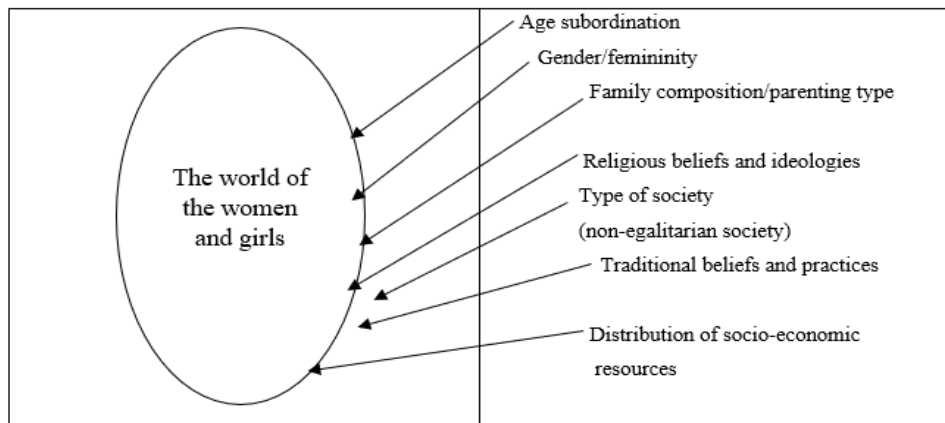 The world of
the women
and girls
Age subordination
Gender/femininity
Family composition/parenting type
Religious beliefs and ideologies
Type of society
(non-egalitarian society)
Traditional beliefs and practices
Distribution of socio-economic
resources